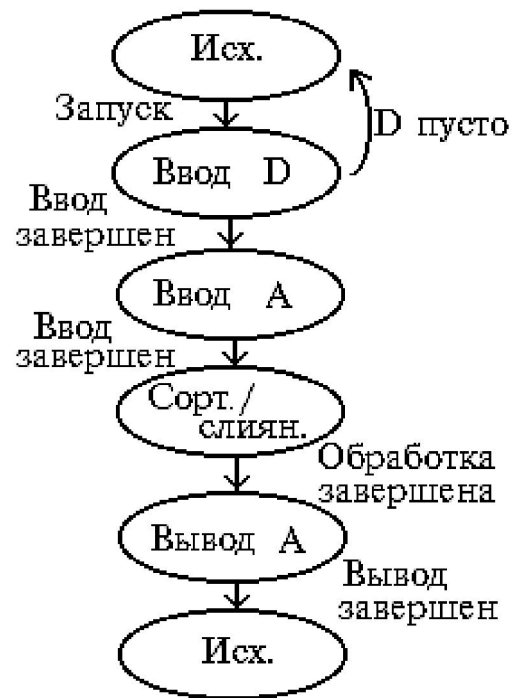 Исх.
Запуск
D пусто
Ввод D
Ввод
завершен
Ввод A
Ввод
завершен
Сорт./
слиян.
Обработка
завершена
Вывод A
Вывод
завершен
Исх.